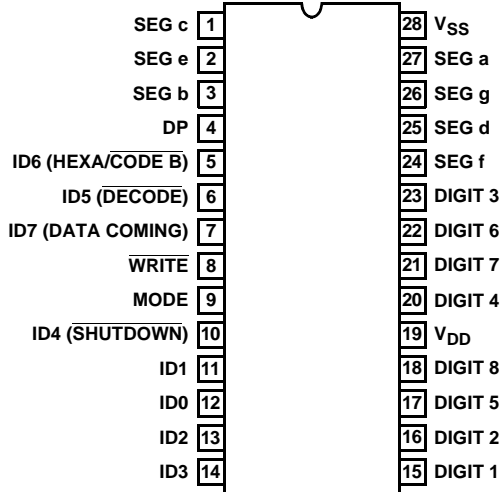 SEG c 1
SEG e 2
SEG b 3
DP 4
ID6 (HEXA/CODE B) 5
ID5 (DECODE) 6
ID7 (DATA COMING) 7
WRITE 8
MODE 9
ID4 (SHUTDOWN) 10
ID1 11
ID0 12
ID2 13
ID3 14
28 VSS
27 SEG a
26 SEG g
25 SEG d
24 SEG f
23 DIGIT 3
22 DIGIT 6
21 DIGIT 7
20 DIGIT 4
19 VDD
18 DIGIT 8
17 DIGIT 5
16 DIGIT 2
15 DIGIT 1